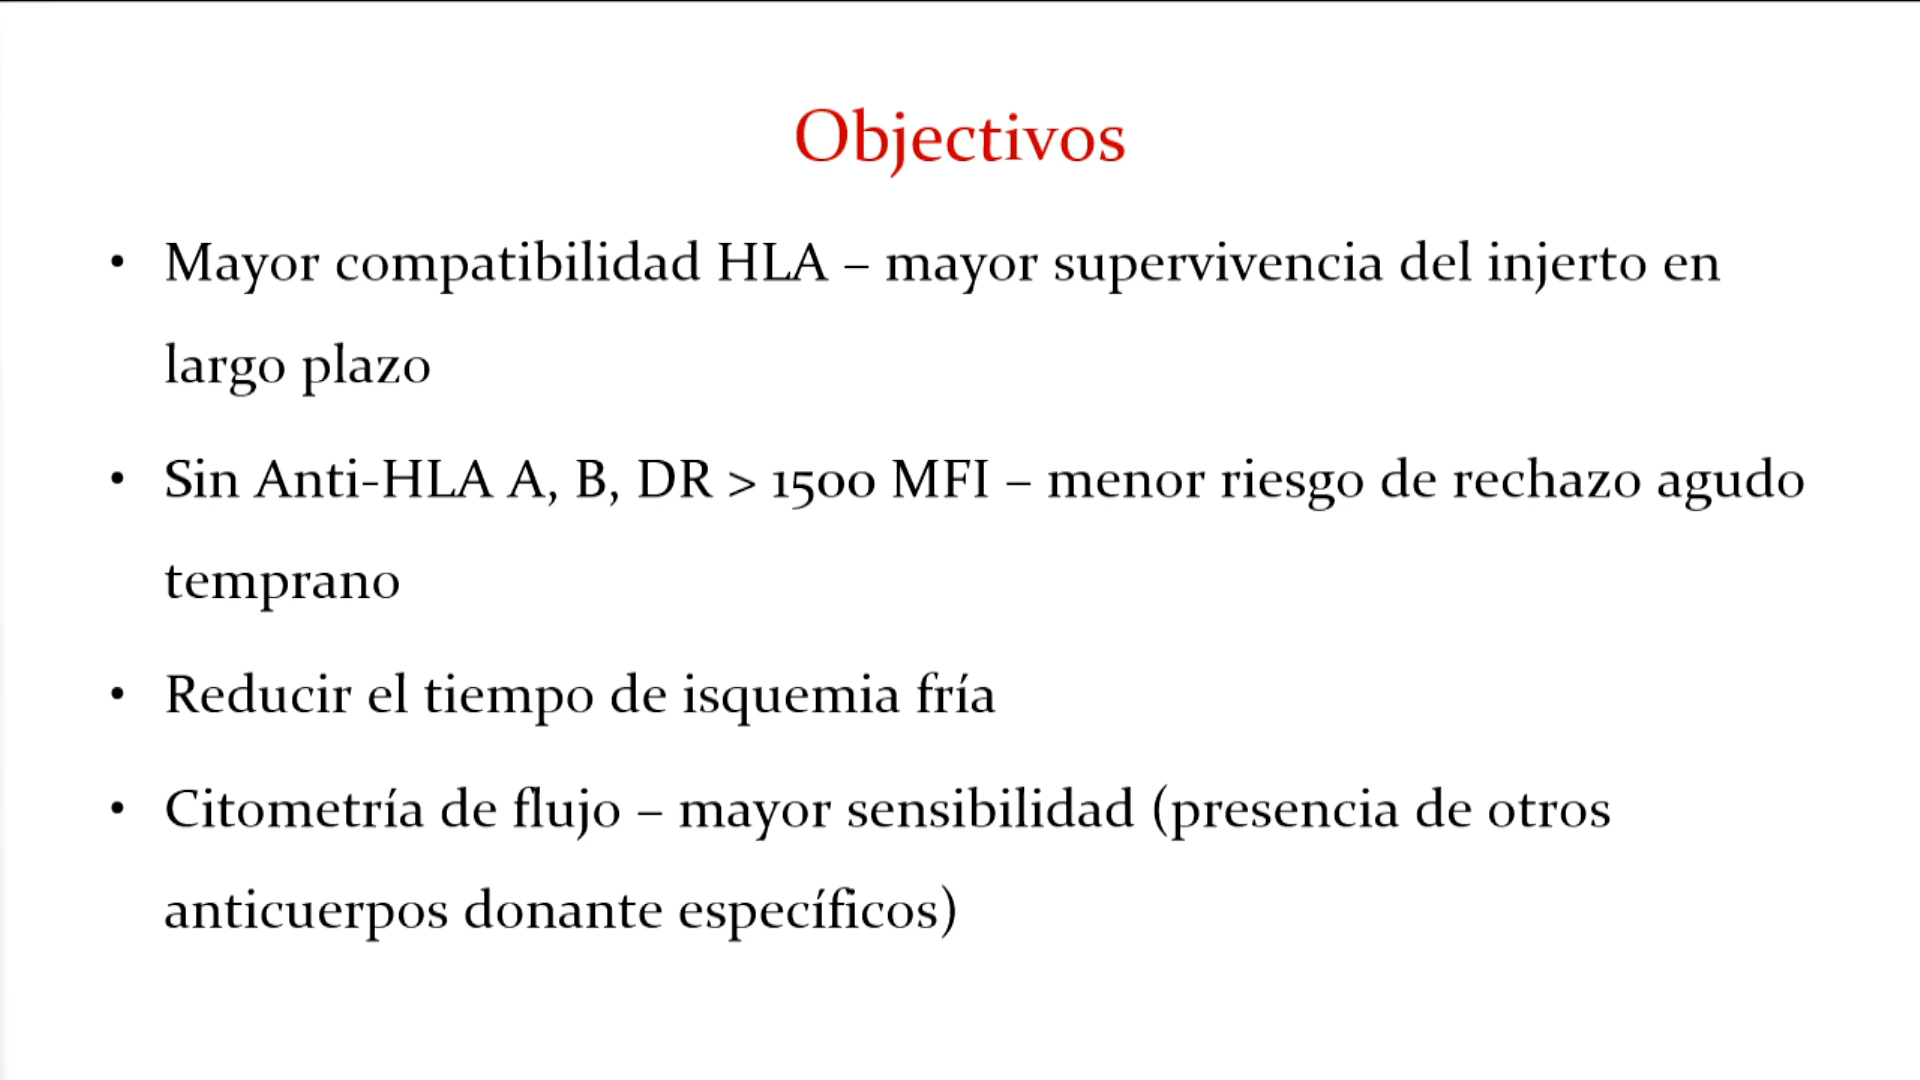 Objectivos
• Mayor compatibilidad HLA – mayor supervivencia del injerto en
largo plazo
• Sin Anti-HLA A, B, DR > 1500 MFI – menor riesgo de rechazo agudo
temprano
• Reducir el tiempo de isquemia fría
• Citometría de flujo – mayor sensibilidad (presencia de otros
anticuerpos donante específicos)